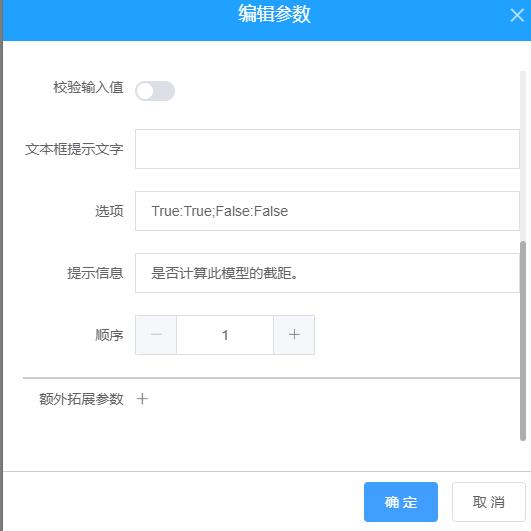 编辑参数
校验输入值
文本框提示文字
选项 True:True;False:False
提示信息 是否计算此模型的截距。
顺序 1
额外拓展参数
确定 取消